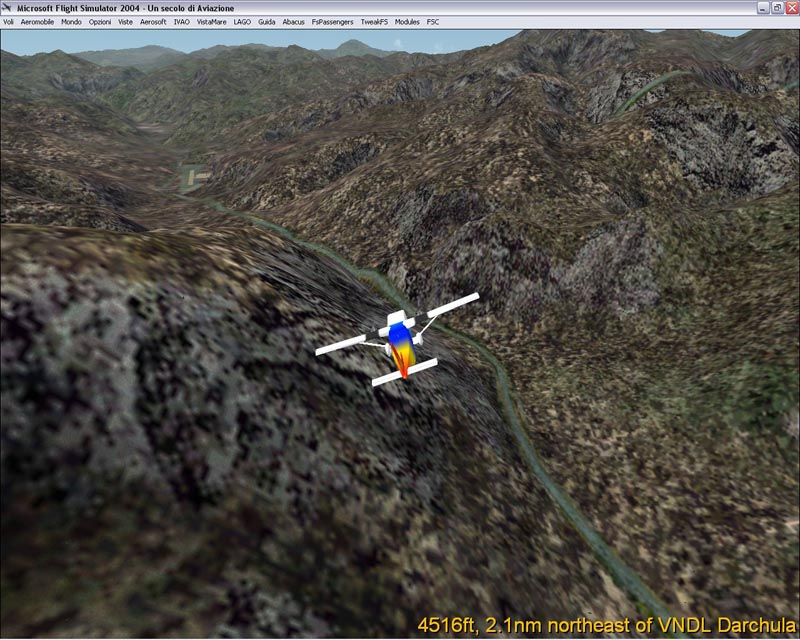 Microsoft Flight Simulator 2004 - Un secolo di Aviazione
Voli Aeromobile Mondo Opzioni Viste Aerosoft IVAO VistaMare LAGO Guida Abacus FsPassengers TweakFS Modules FSC
4516ft, 2.1nm northeast of VNDL Darchula